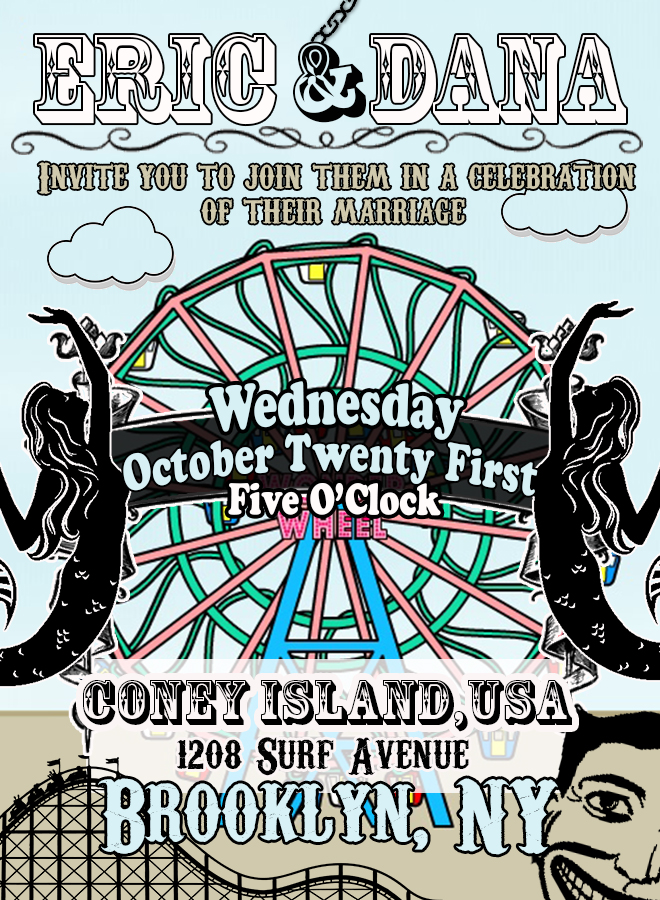 ERIC & DANA
INVITE YOU TO JOIN THEM IN A CELEBRATION
OF THEIR MARRIAGE
Wednesday
October Twenty First
Five O'Clock
WONDER
WHEEL
CONEY ISLAND, USA
1208 SURF AVENUE
BROOKLYN, NY